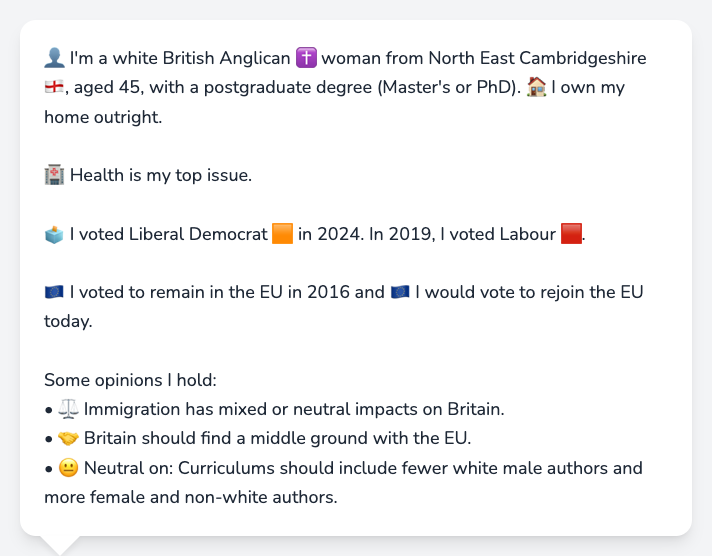 👤 I'm a white British Anglican ✝️ woman from North East Cambridgeshire
🏴󠁧󠁢󠁥󠁮󠁧󠁿, aged 45, with a postgraduate degree (Master's or PhD). 🏠 I own my
home outright.
🏥 Health is my top issue.
🗳️ I voted Liberal Democrat 🟧 in 2024. In 2019, I voted Labour 🟥.
🇪🇺 I voted to remain in the EU in 2016 and 🇪🇺 I would vote to rejoin the EU
today.
Some opinions I hold:
• ⚖️ Immigration has mixed or neutral impacts on Britain.
• 🤝 Britain should find a middle ground with the EU.
• 😐 Neutral on: Curriculums should include fewer white male authors and
more female and non-white authors.